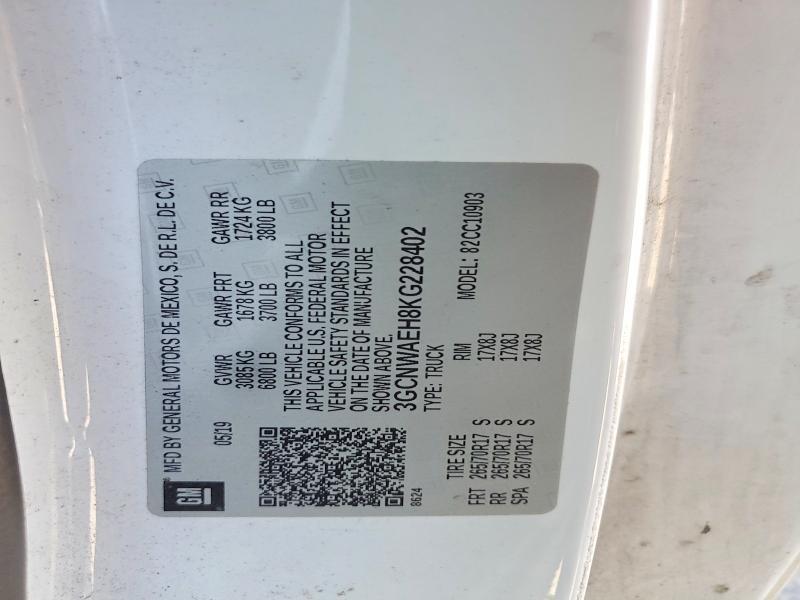 GM ® MFD BY GENERAL MOTORS DE MEXICO, S. DE R.L. DE C.V.
05/19 GVWR GAWR FRT GAWR RR
3085 KG 1678 KG 1724 KG
6800 LB 3700 LB 3800 LB
THIS VEHICLE CONFORMS TO ALL
APPLICABLE U.S. FEDERAL MOTOR
VEHICLE SAFETY STANDARDS IN EFFECT
ON THE DATE OF MANUFACTURE
SHOWN ABOVE.
3GCNWAEH8KG228402
8624 TYPE: TRUCK
TIRE SIZE RIM MODEL: 82CC10903
FRT 265/70R17 S 17X8J
RR 265/70R17 S 17X8J
SPA 265/70R17 S 17X8J